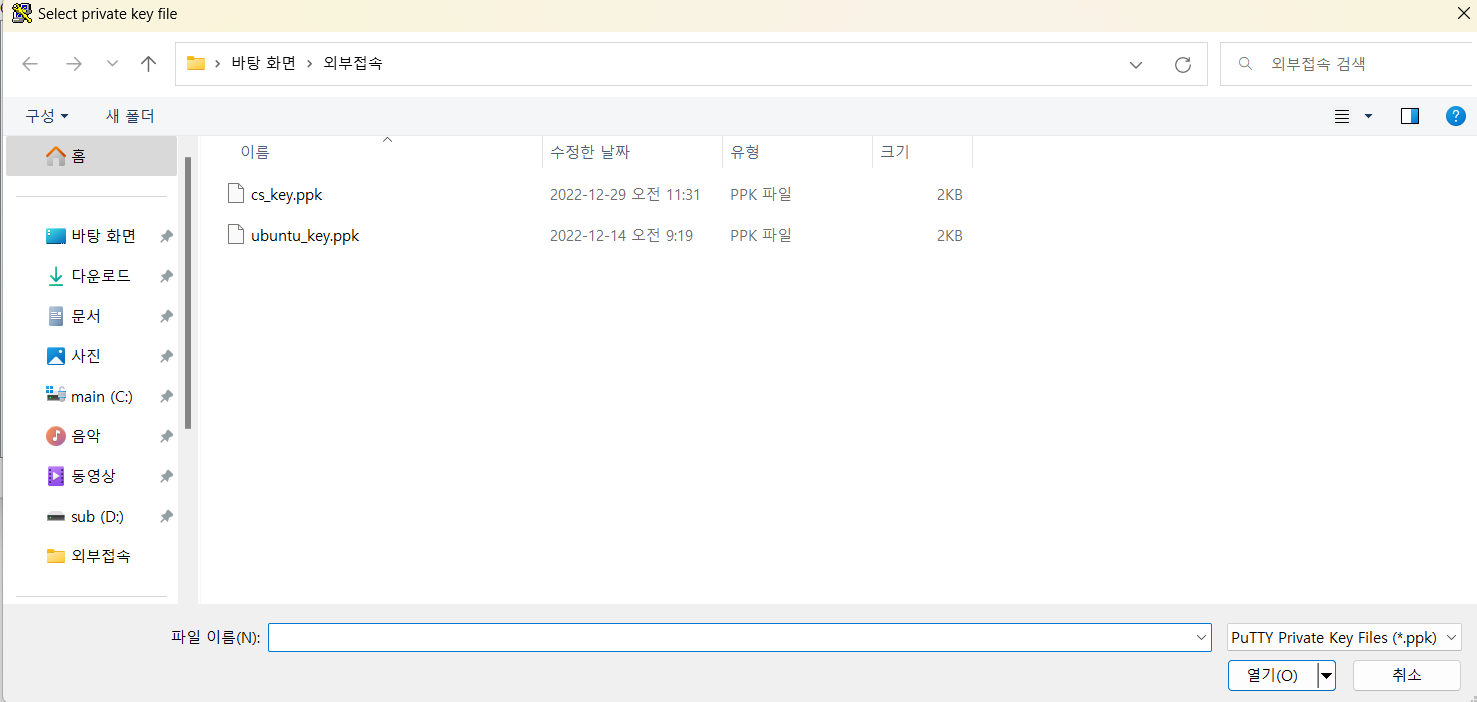 Select private key file
바탕 화면 > 외부접속
외부접속 검색
구성
새 폴더
이름 수정한 날짜 유형 크기
cs_key.ppk 2022-12-29 오전 11:31 PPK 파일 2KB
ubuntu_key.ppk 2022-12-14 오전 9:19 PPK 파일 2KB
홈
바탕 화면
다운로드
문서
사진
main (C:)
음악
동영상
sub (D:)
외부접속
파일 이름(N):
PuTTY Private Key Files (*.ppk)
열기(O)
취소